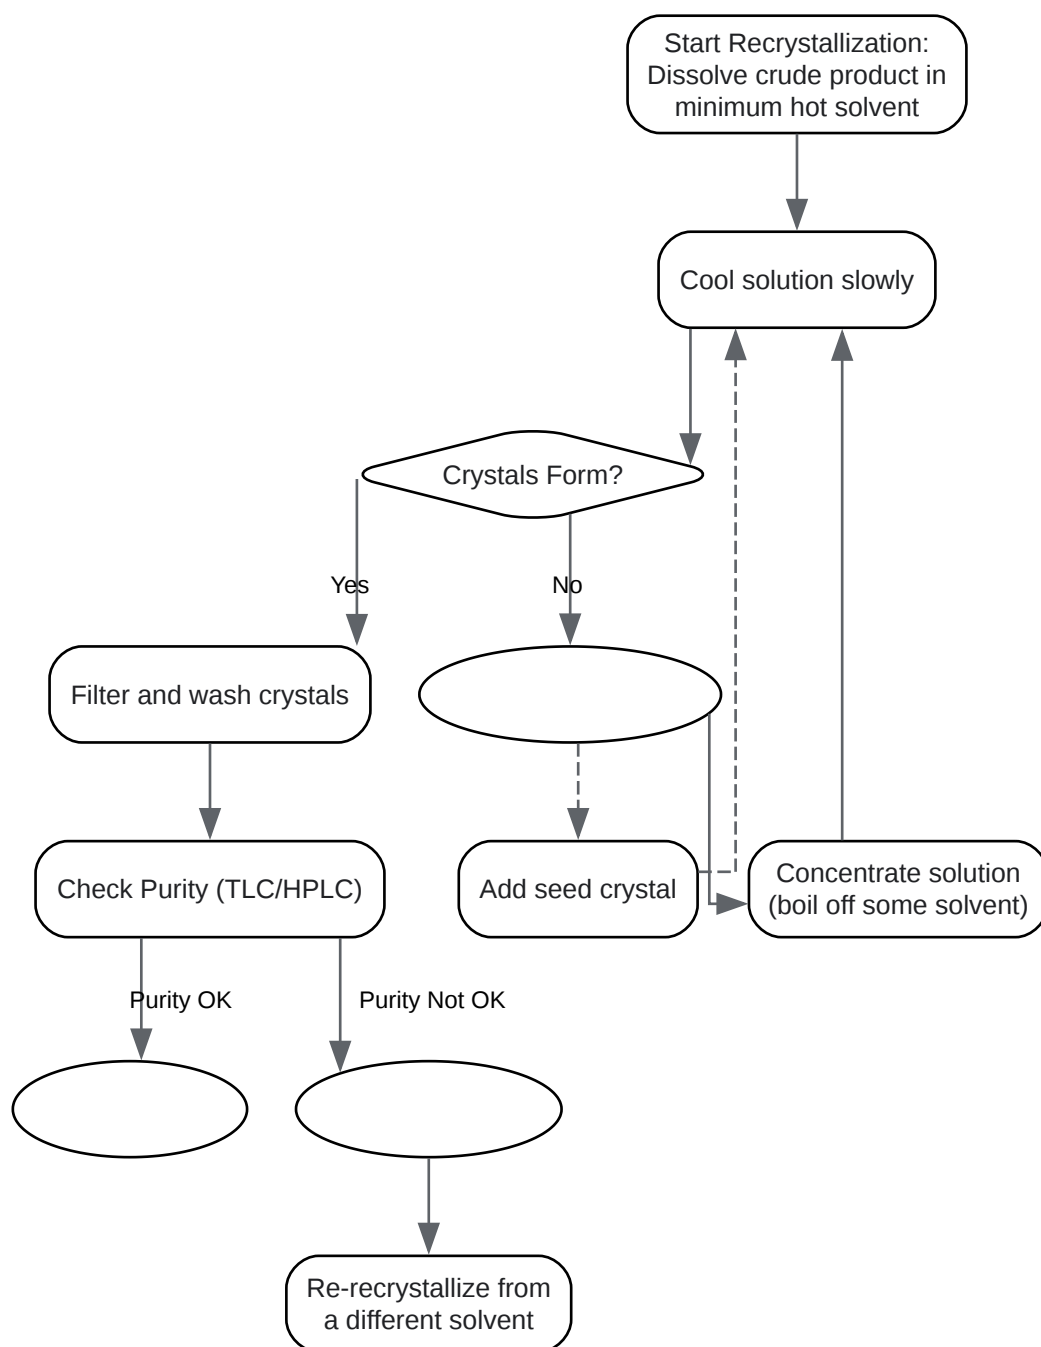 Start Recrystallization:
Dissolve crude product in
minimum hot solvent
Cool solution slowly
Crystals Form?
Yes
No
Filter and wash crystals
Check Purity (TLC/HPLC)
Add seed crystal
Concentrate solution
(boil off some solvent)
Purity OK
Purity Not OK
Re-recrystallize from
a different solvent